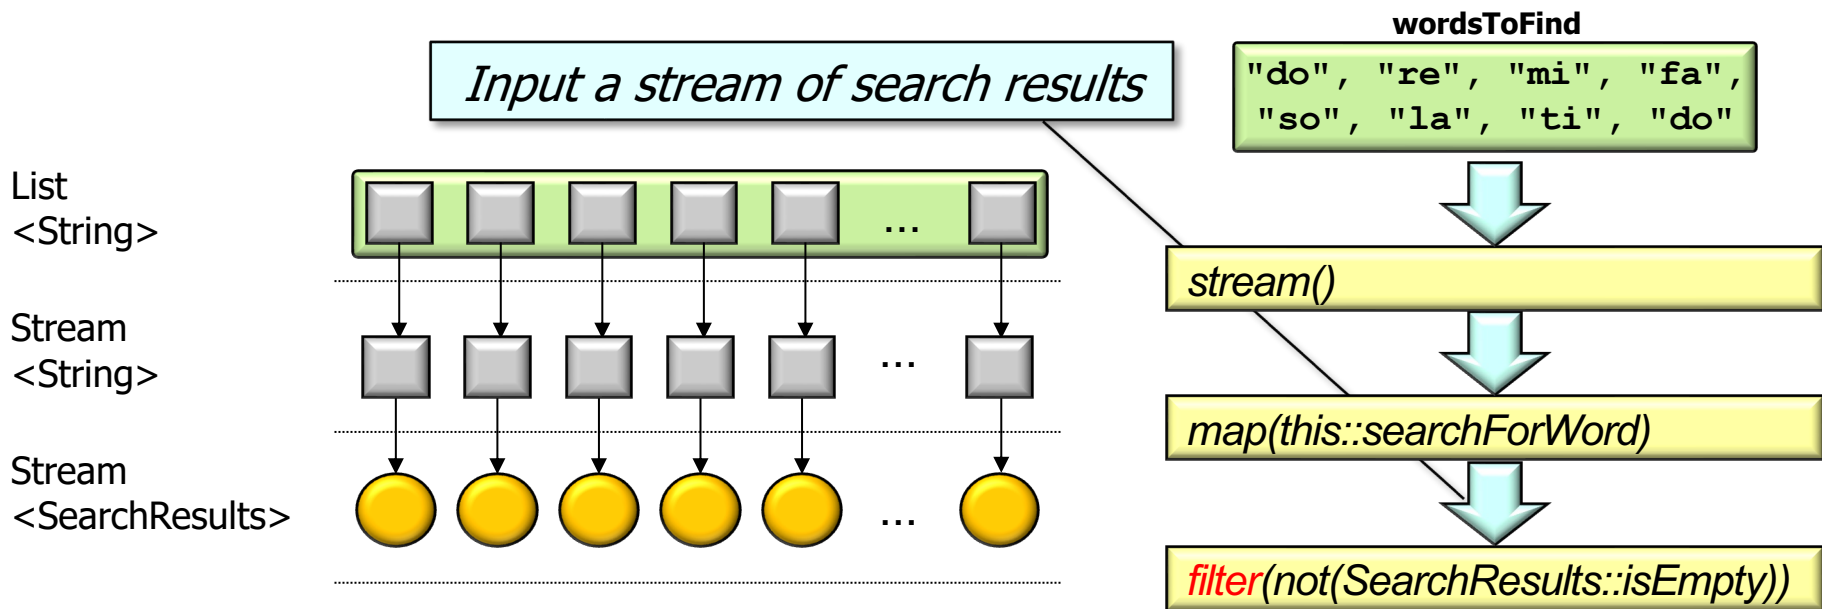 wordsToFind
Input a stream of search results
"do", "re", "mi", "fa",
"so", "la", "ti", "do"
List
<String>
...
stream()
Stream
<String>
...
map(this::searchForWord)
Stream
<SearchResults>
...
filter(not(SearchResults::isEmpty))